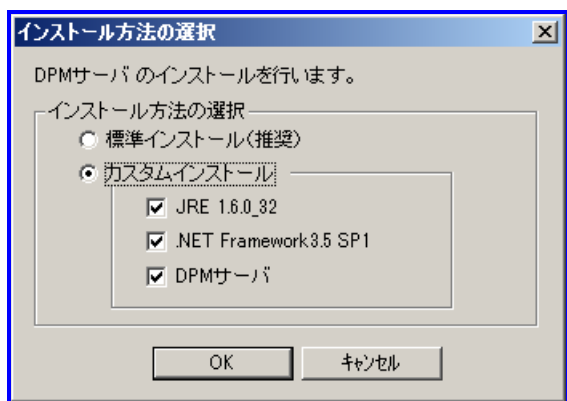 インストール方法の選択
DPMサーバ のインストールを行います。
インストール方法の選択
標準インストール(推奨)
カスタムインストール
JRE 1.6.0_32
.NET Framework3.5 SP1
DPMサーバ
OK
キャンセル